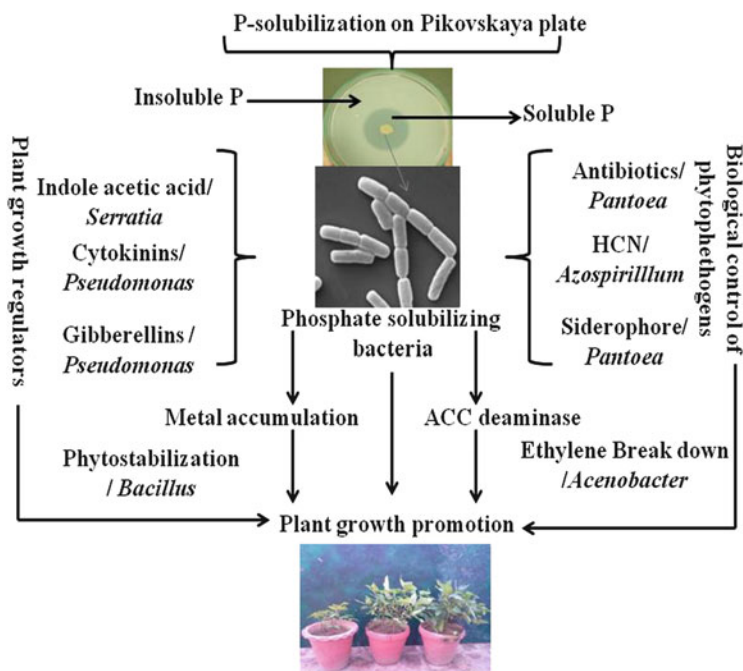 P-solubilization on Pikovskaya plate
Insoluble P
Soluble P
Plant growth regulators
Indole acetic acid/
Serratia
Cytokinins/
Pseudomonas
Gibberellins /
Pseudomonas
Antibiotics/
Pantoea
HCN/
Azospirilllum
Siderophore/
Pantoea
Biological control of
phytophethogens
Phosphate solubilizing
bacteria
Metal accumulation
ACC deaminase
Phytostabilization
/ Bacillus
Ethylene Break down
/Acenobacter
Plant growth promotion